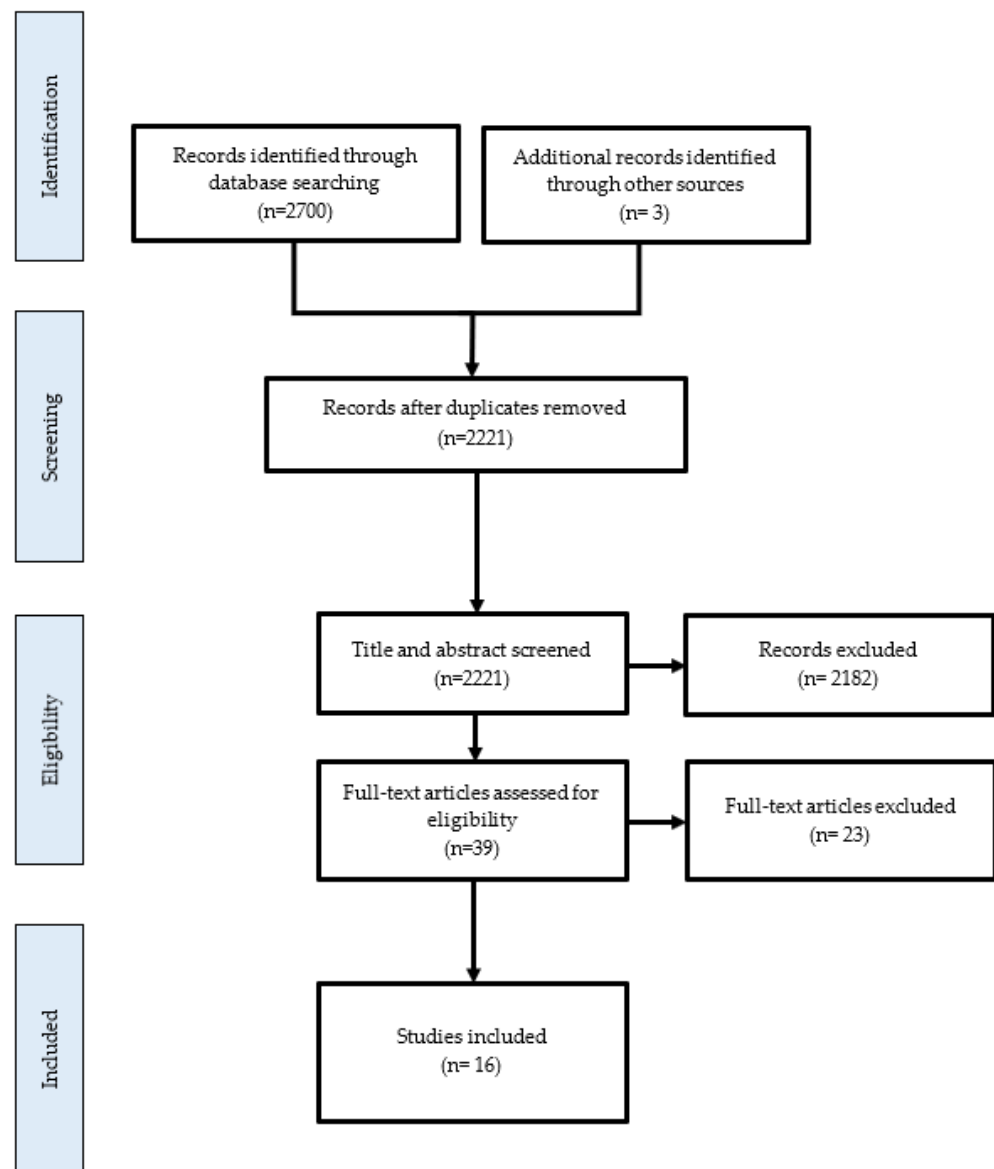 Identification
Records identified through
database searching
(n=2700)
Additional records identified
through other sources
(n= 3)
Screening
Records after duplicates removed
(n=2221)
Eligibility
Title and abstract screened
(n=2221)
Records excluded
(n= 2182)
Full-text articles assessed for
eligibility
(n=39)
Full-text articles excluded
(n= 23)
Included
Studies included
(n= 16)